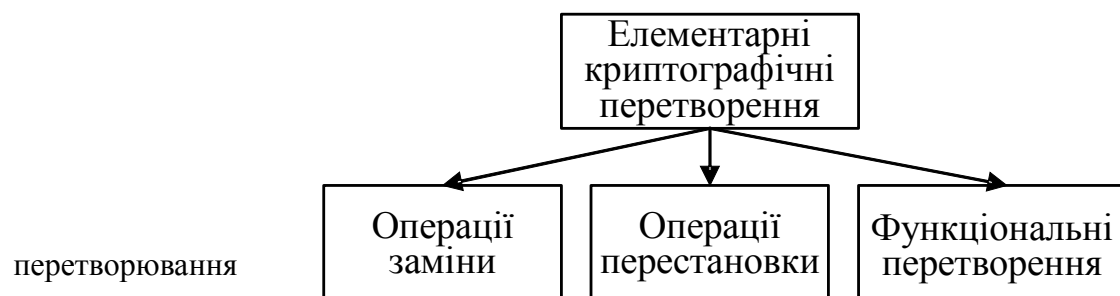 Елементарні
криптографічні
перетворення
Операції
заміни
Операції
перестановки
Функціональні
перетворення
перетворювання